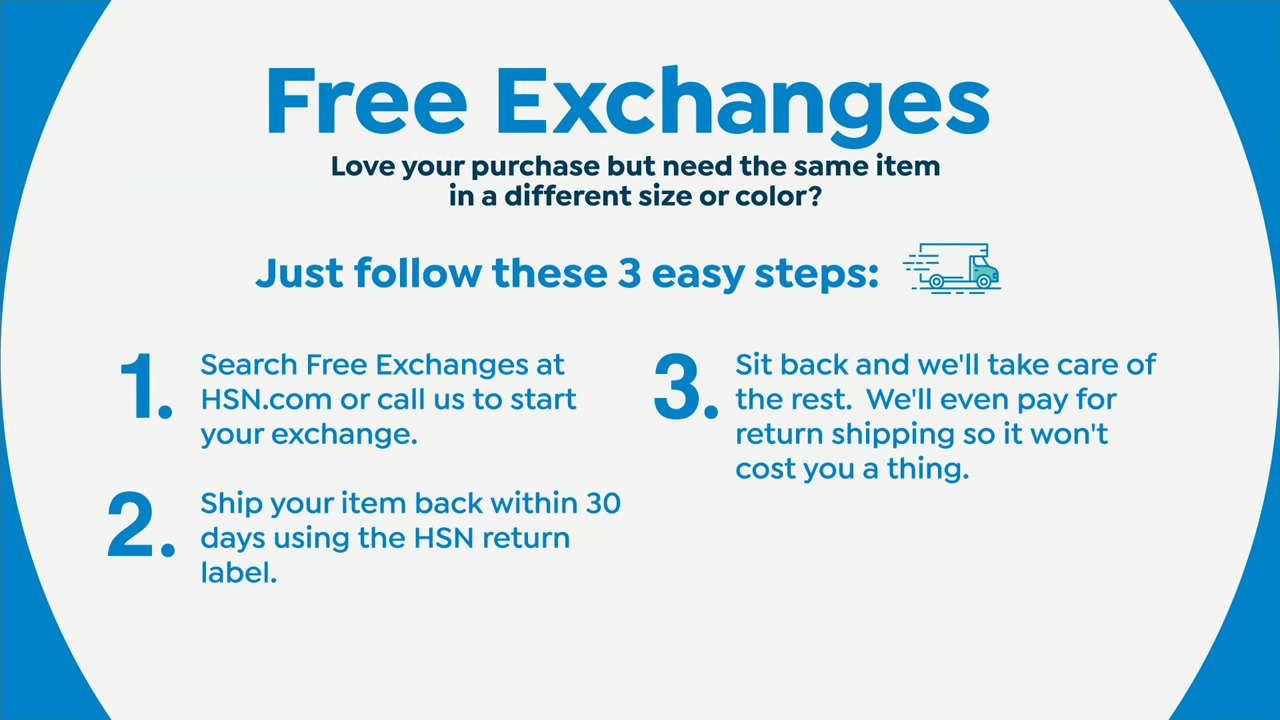 Free Exchanges
Love your purchase but need the same item
in a different size or color?
Just follow these 3 easy steps:
1. Search Free Exchanges at
HSN.com or call us to start
your exchange.
2. Ship your item back within 30
days using the HSN return
label.
3. Sit back and we'll take care of
the rest.  We'll even pay for
return shipping so it won't
cost you a thing.